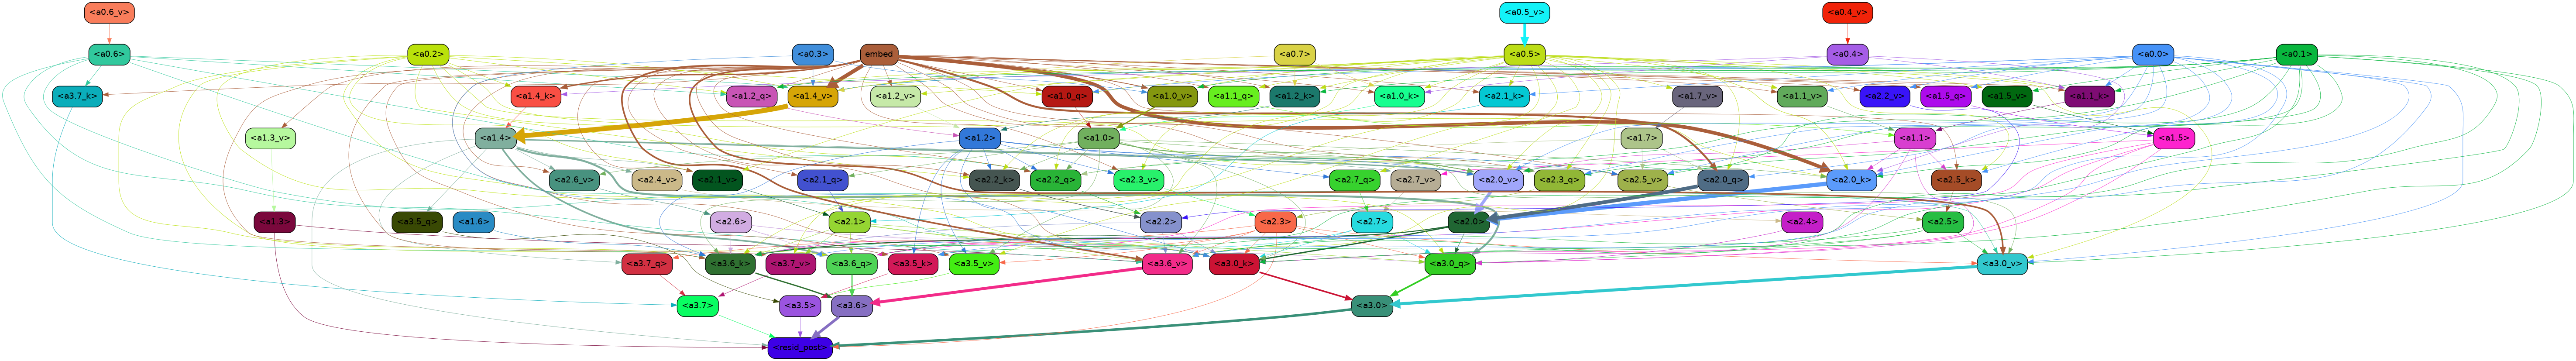 <a0.6_v> <a0.5_v> <a0.4_v>
<a0.6> <a0.2> <a0.3> embed <a0.7> <a0.5> <a0.4> <a0.0> <a0.1>
<a3.7_k> <a1.4_k> <a1.2_q> <a1.4_v> <a1.2_v> <a1.0_q> <a1.0_v> <a1.1_q> <a1.2_k> <a1.0_k> <a2.1_k> <a1.7_v> <a1.1_v> <a2.2_v> <a1.5_q> <a1.5_v> <a1.1_k>
<a1.3_v> <a1.4> <a1.2> <a1.0> <a1.7> <a1.1> <a1.5>
<a2.6_v> <a2.4_v> <a2.1_v> <a2.1_q> <a2.2_k> <a2.2_q> <a2.3_v> <a2.7_q> <a2.7_v> <a2.0_v> <a2.3_q> <a2.5_v> <a2.0_q> <a2.0_k> <a2.5_k>
<a1.3> <a3.5_q> <a1.6> <a2.6> <a2.1> <a2.2> <a2.3> <a2.7> <a2.0> <a2.4> <a2.5>
<a3.7_q> <a3.6_k> <a3.7_v> <a3.6_q> <a3.5_k> <a3.5_v> <a3.6_v> <a3.0_k> <a3.0_q> <a3.0_v>
<a3.7> <a3.5> <a3.6> <a3.0>
<resid_post>